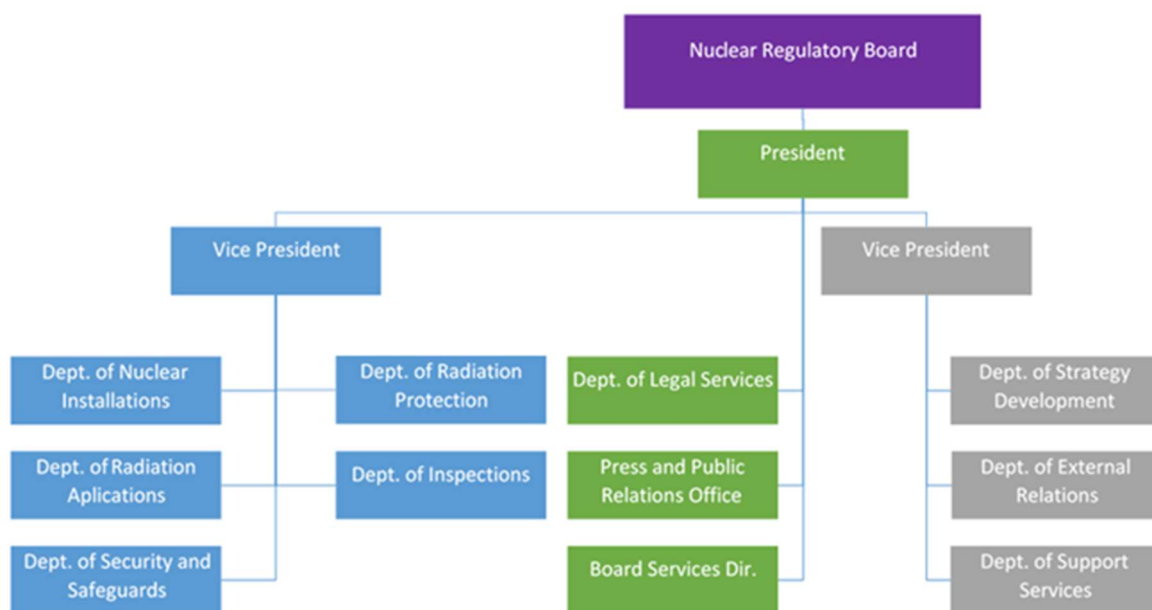 Nuclear Regulatory Board
President
Vice President
Vice President
Dept. of Nuclear
Installations
Dept. of Radiation
Protection
Dept. of Legal Services
Dept. of Strategy
Development
Dept. of Radiation
Aplications
Dept. of Inspections
Press and Public
Relations Office
Dept. of External
Relations
Dept. of Security and
Safeguards
Board Services Dir.
Dept. of Support
Services